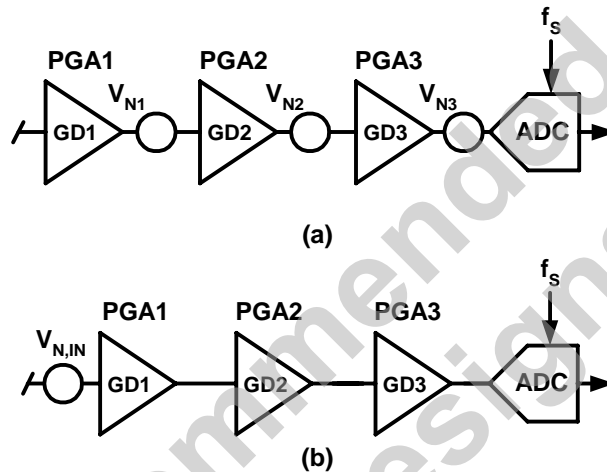 f_S
PGA1 PGA2 PGA3
V_N1 V_N2 V_N3
GD1 GD2 GD3 ADC
(a)
f_S
PGA1 PGA2 PGA3
V_N,IN
GD1 GD2 GD3 ADC
(b)